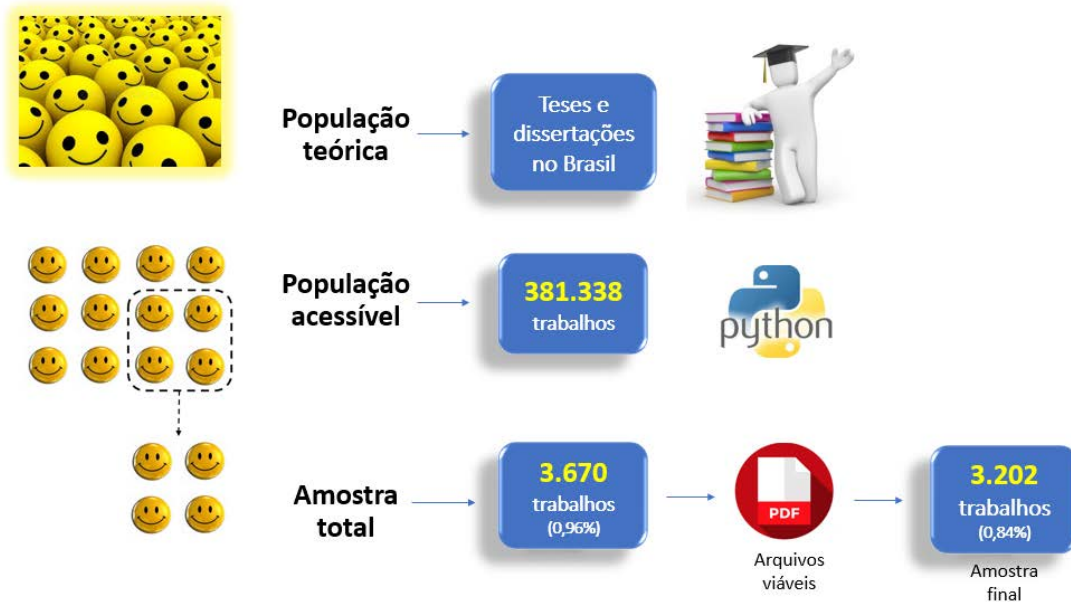 População
teórica
Teses e
dissertações
no Brasil
População
acessível
381.338
trabalhos
python
Amostra
total
3.670
trabalhos
(0,96%)
PDF
Arquivos
viáveis
3.202
trabalhos
(0,84%)
Amostra
final